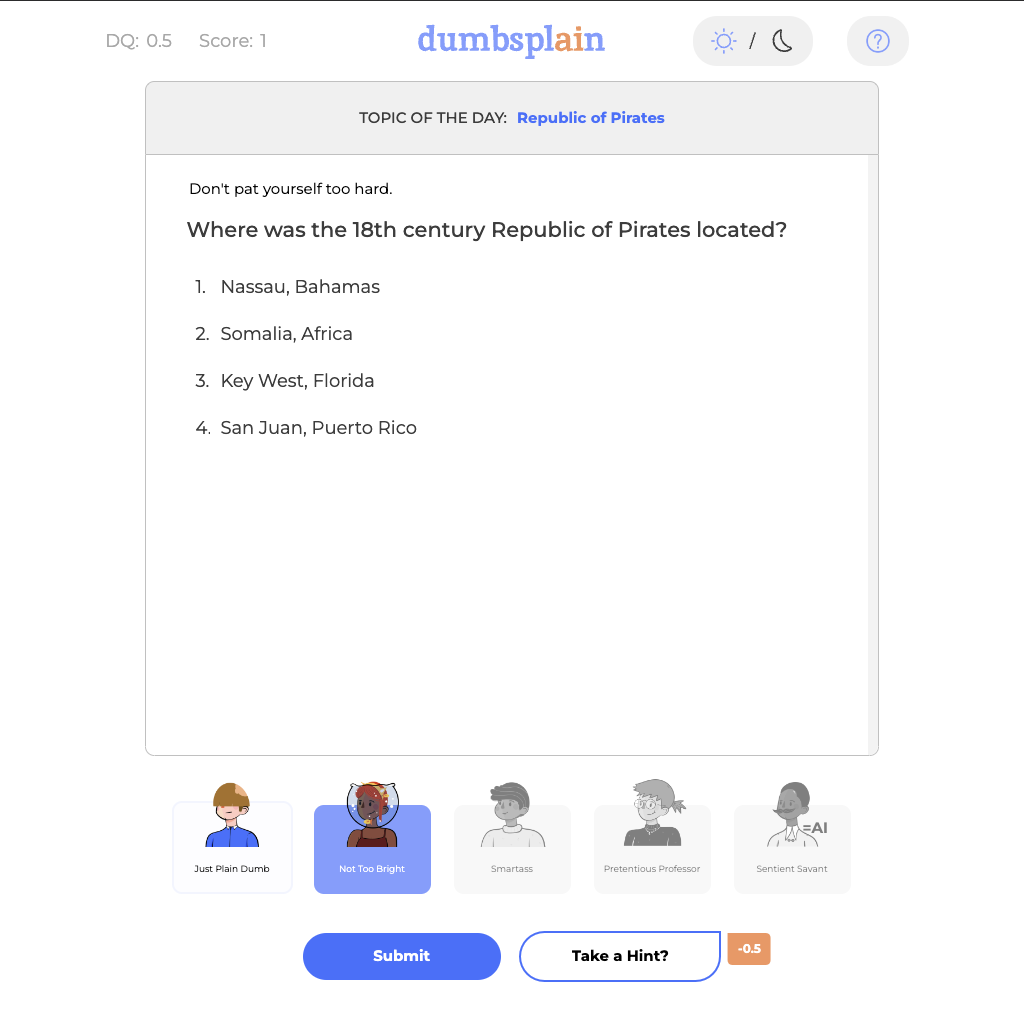 DQ: 0.5 Score: 1 dumbsplain /
TOPIC OF THE DAY: Republic of Pirates
Don't pat yourself too hard.
Where was the 18th century Republic of Pirates located?
1. Nassau, Bahamas
2. Somalia, Africa
3. Key West, Florida
4. San Juan, Puerto Rico
=AI
Just Plain Dumb Not Too Bright Smartass Pretentious Professor Sentient Savant
Submit Take a Hint? -0.5